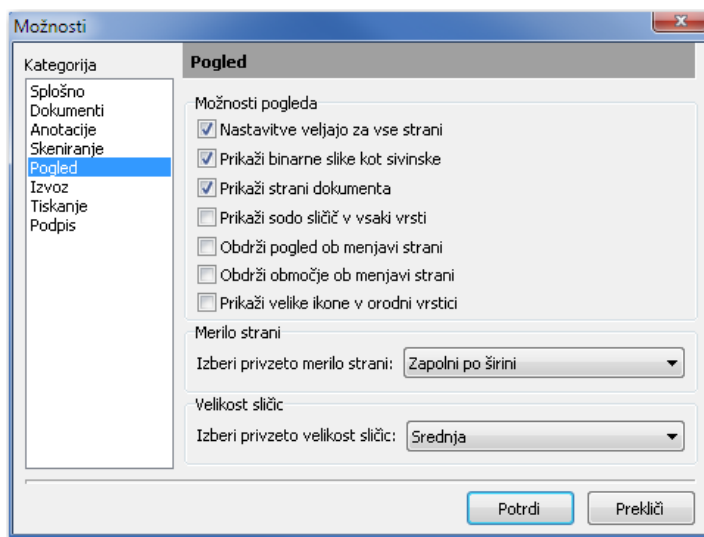 Možnosti
Kategorija
Splošno
Dokumenti
Anotacije
Skeniranje
Pogled
Izvoz
Tiskanje
Podpis
Pogled
Možnosti pogleda
Nastavitve veljajo za vse strani
Prikaži binarne slike kot sivinske
Prikaži strani dokumenta
Prikaži sodo sličič v vsaki vrsti
Obdrži pogled ob menjavi strani
Obdrži območje ob menjavi strani
Prikaži velike ikone v orodni vrstici
Merilo strani
Izberi privzeto merilo strani: Zapolni po širini
Velikost sličic
Izberi privzeto velikost sličic: Srednja
Potrdi Prekliči